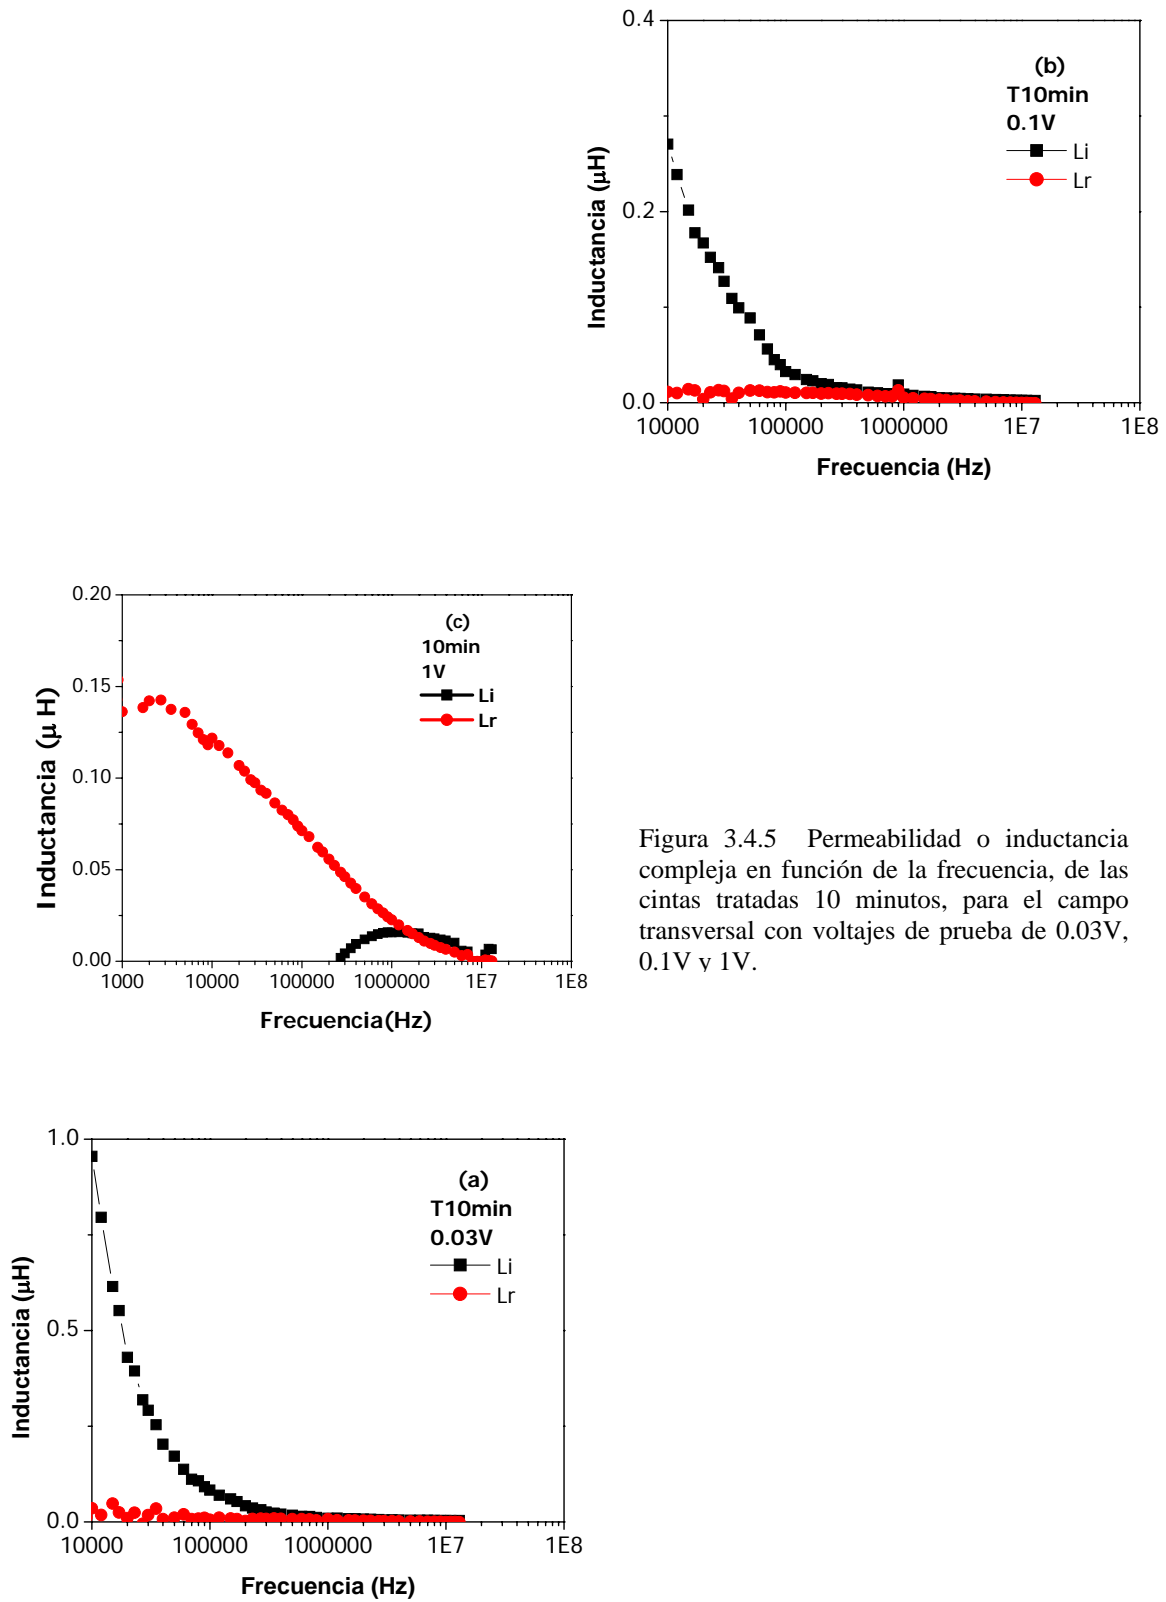 0.4
(b)
T10min
0.1V
Li
Lr
0.2
0.0
Inductancia (μH)
10000 100000 1000000 1E7 1E8
Frecuencia (Hz)
0.20
(c)
10min
1V
Li
Lr
0.15
0.10
0.05
0.00
Inductancia (μ H)
1000 10000 100000 1000000 1E7 1E8
Frecuencia(Hz)
Figura 3.4.5 Permeabilidad o inductancia
compleja en función de la frecuencia, de las
cintas tratadas 10 minutos, para el campo
transversal con voltajes de prueba de 0.03V,
0.1V y 1V.
1.0
(a)
T10min
0.03V
Li
Lr
0.5
0.0
Inductancia (μH)
10000 100000 1000000 1E7 1E8
Frecuencia (Hz)